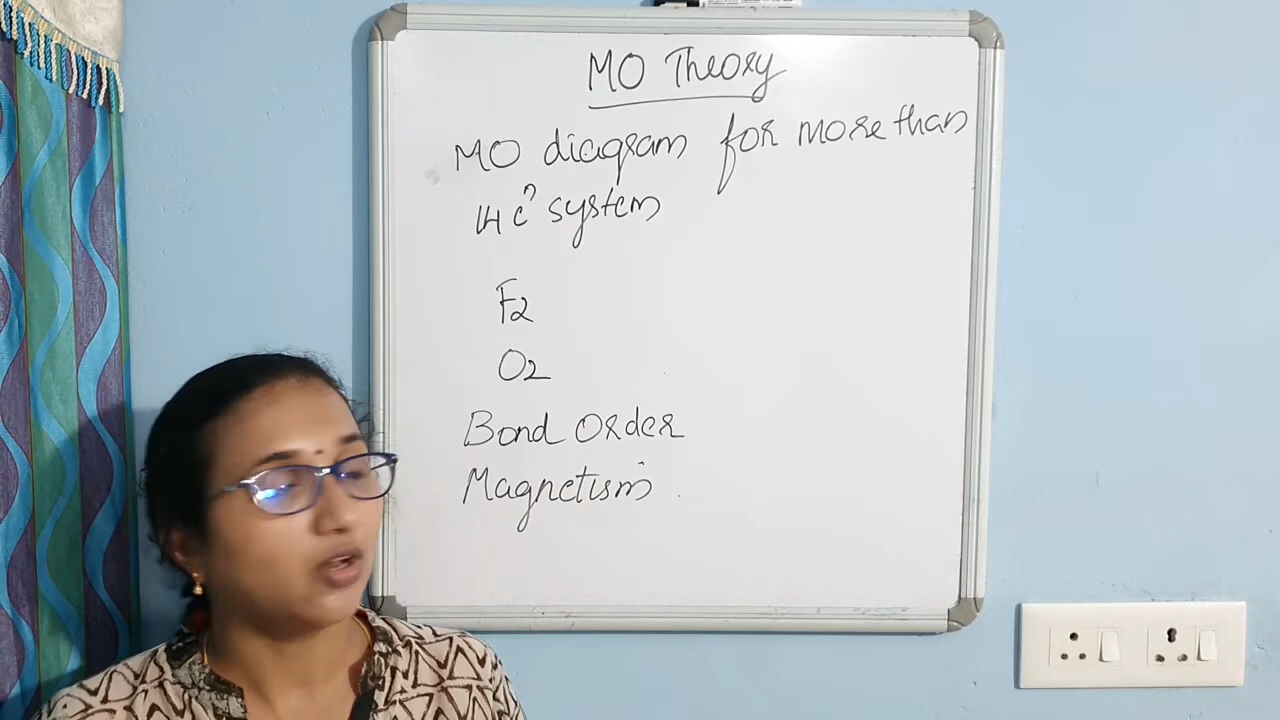 MO Theory
MO diagram for more than
14 e⁻ system
F2
O2
Bond Order
Magnetism